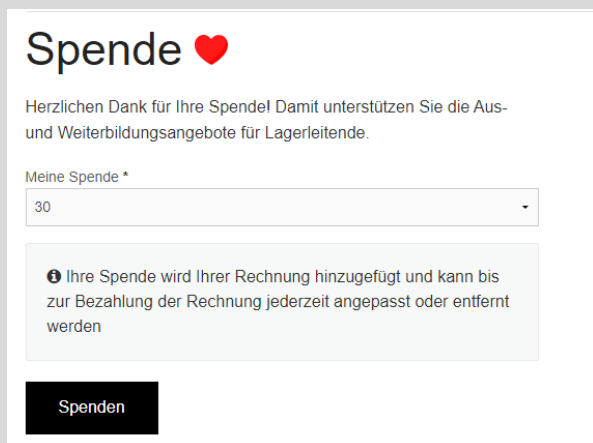 Spende ❤
Herzlichen Dank für Ihre Spende! Damit unterstützen Sie die Aus-
und Weiterbildungsangebote für Lagerleitende.
Meine Spende *
30
Ihre Spende wird Ihrer Rechnung hinzugefügt und kann bis
zur Bezahlung der Rechnung jederzeit angepasst oder entfernt
werden
Spenden